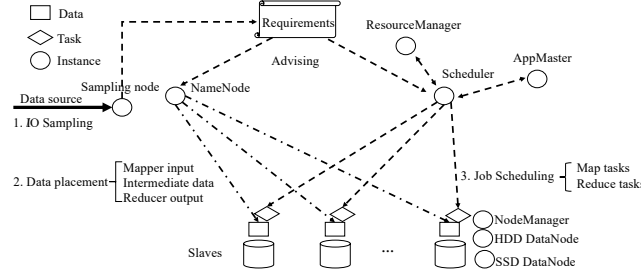 Data
Task
Instance
Requirements
Advising
ResourceManager
AppMaster
Scheduler
Sampling node
NameNode
Data source
1. IO Sampling
2. Data placement
Mapper input
Intermediate data
Reducer output
3. Job Scheduling
Map tasks
Reduce tasks
NodeManager
HDD DataNode
SSD DataNode
Slaves
...